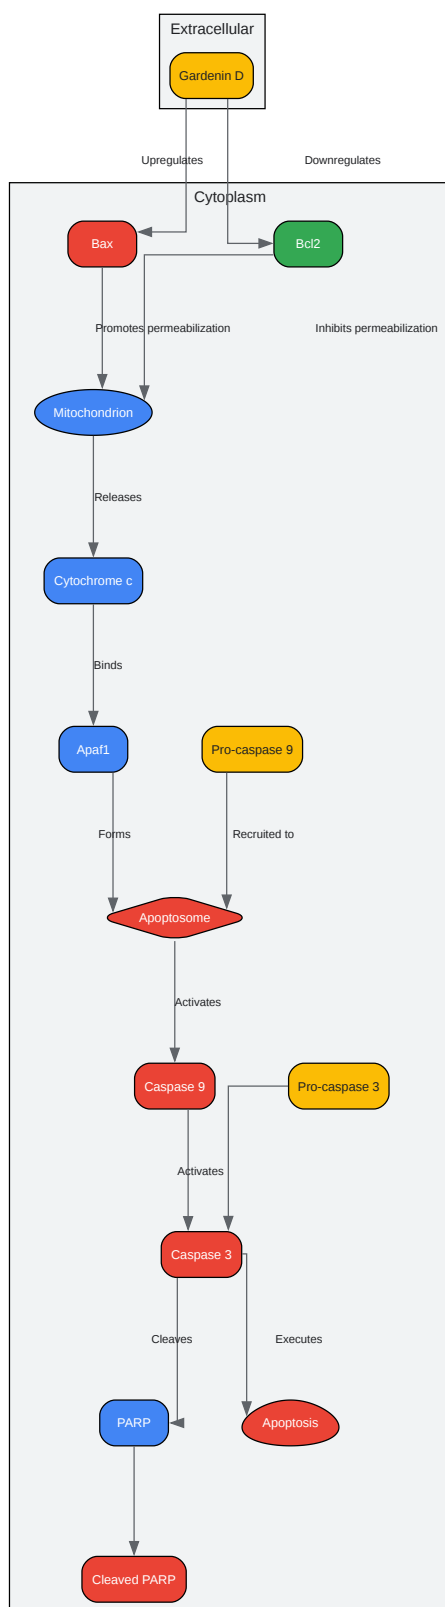 Extracellular
Gardenin D
Upregulates
Downregulates
Cytoplasm
Bax
Bcl2
Promotes permeabilization
Inhibits permeabilization
Mitochondrion
Releases
Cytochrome c
Binds
Apaf1
Pro-caspase 9
Forms
Recruited to
Apoptosome
Activates
Caspase 9
Pro-caspase 3
Activates
Caspase 3
Cleaves
Executes
PARP
Apoptosis
Cleaved PARP